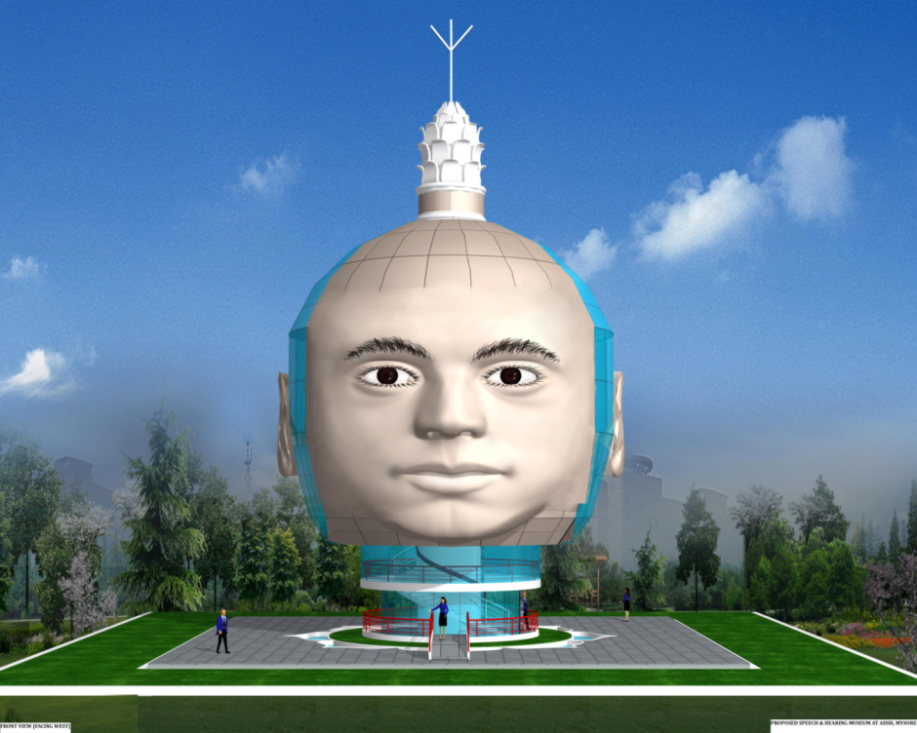 FRONT VIEW [FACING WEST]
PROPOSED SPEECH & HEARING MUSEUM AT AIISH, MYSORE